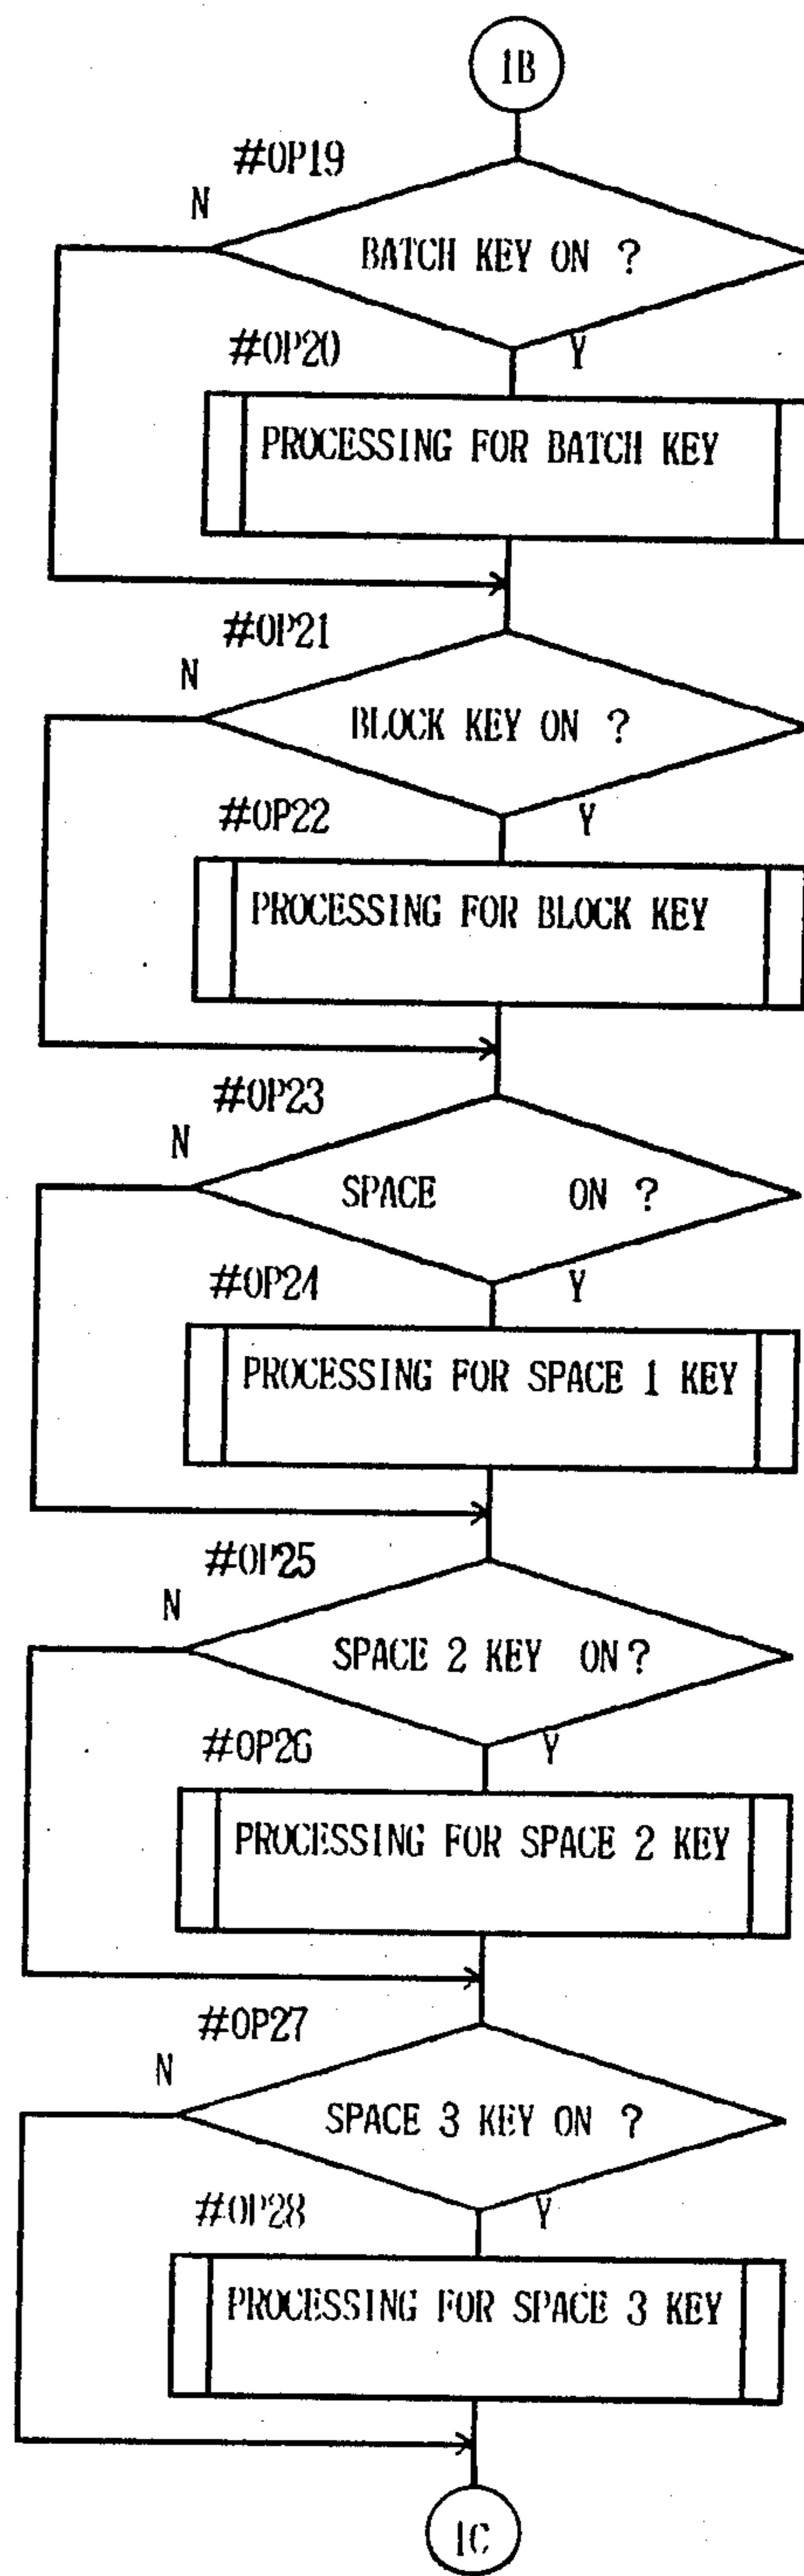 1B
#OP19
N
BATCH KEY ON ?
Y
#OP20
PROCESSING FOR BATCH KEY
#OP21
N
BLOCK KEY ON ?
Y
#OP22
PROCESSING FOR BLOCK KEY
#OP23
N
SPACE ON ?
Y
#OP24
PROCESSING FOR SPACE 1 KEY
#OP25
N
SPACE 2 KEY ON ?
Y
#OP26
PROCESSING FOR SPACE 2 KEY
#OP27
N
SPACE 3 KEY ON ?
Y
#OP28
PROCESSING FOR SPACE 3 KEY
1C